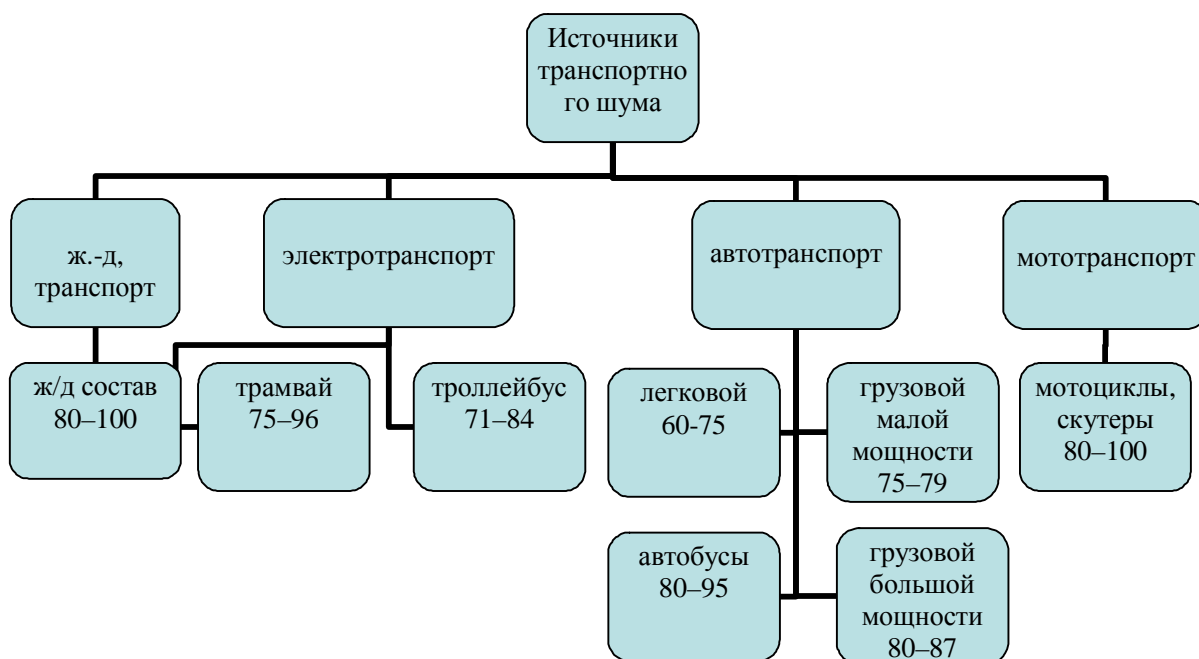 Источники
транспортно
го шума
ж.-д,
транспорт
электротранспорт
автотранспорт
мототранспорт
ж/д состав
80–100
трамвай
75–96
троллейбус
71–84
легковой
60-75
грузовой
малой
мощности
75–79
мотоциклы,
скутеры
80–100
автобусы
80–95
грузовой
большой
мощности
80–87